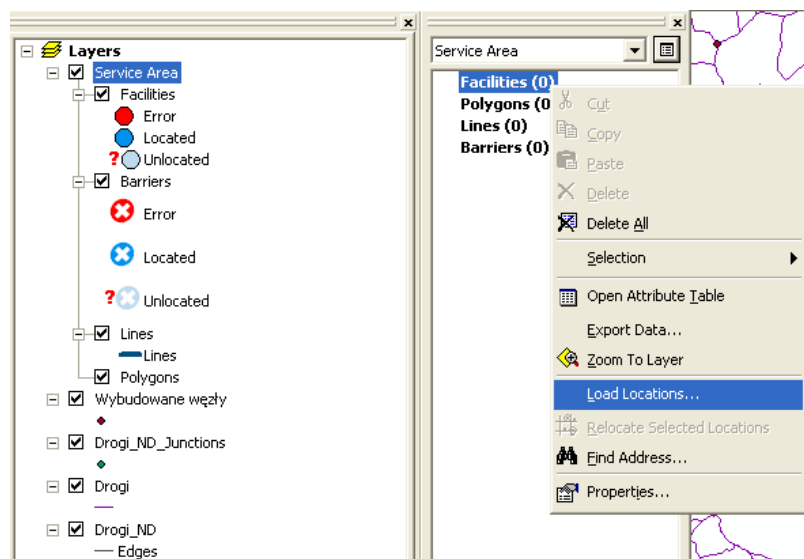 Layers
Service Area
Facilities
Error
Located
? Unlocated
Barriers
Error
Located
? Unlocated
Lines
Lines
Polygons
Wybudowane węzły
Drogi_ND_Junctions
Drogi
Drogi_ND
Edges
Service Area
Facilities (0)
Polygons (0
Lines (0)
Barriers (0)
Cut
Copy
Paste
Delete
Delete All
Selection
Open Attribute Table
Export Data...
Zoom To Layer
Load Locations...
Relocate Selected Locations
Find Address...
Properties...